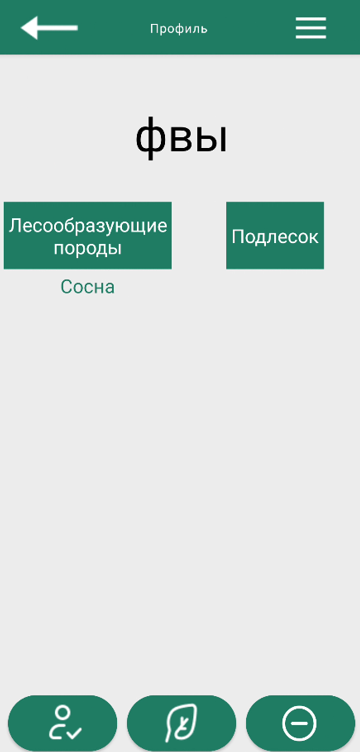 Профиль
фвы
Лесообразующие
породы
Подлесок
Сосна